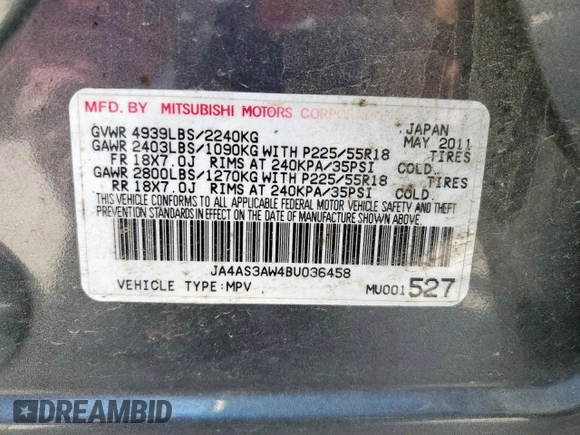 MFD. BY MITSUBISHI MOTORS CORPORATION
JAPAN
GVWR 4939LBS/2240KG MAY 2011
GAWR 2403LBS/1090KG WITH P225/55R18 TIRES
FR 18X7.0J RIMS AT 240KPA/35PSI COLD.
GAWR 2800LBS/1270KG WITH P225/55R18 TIRES
RR 18X7.0J RIMS AT 240KPA/35PSI COLD.
THIS VEHICLE CONFORMS TO ALL APPLICABLE FEDERAL MOTOR VEHICLE SAFETY AND THEFT
PREVENTION STANDARDS IN EFFECT ON THE DATE OF MANUFACTURE SHOWN ABOVE.
JA4AS3AW4BU036458
VEHICLE TYPE:MPV MU001527
DREAMBID